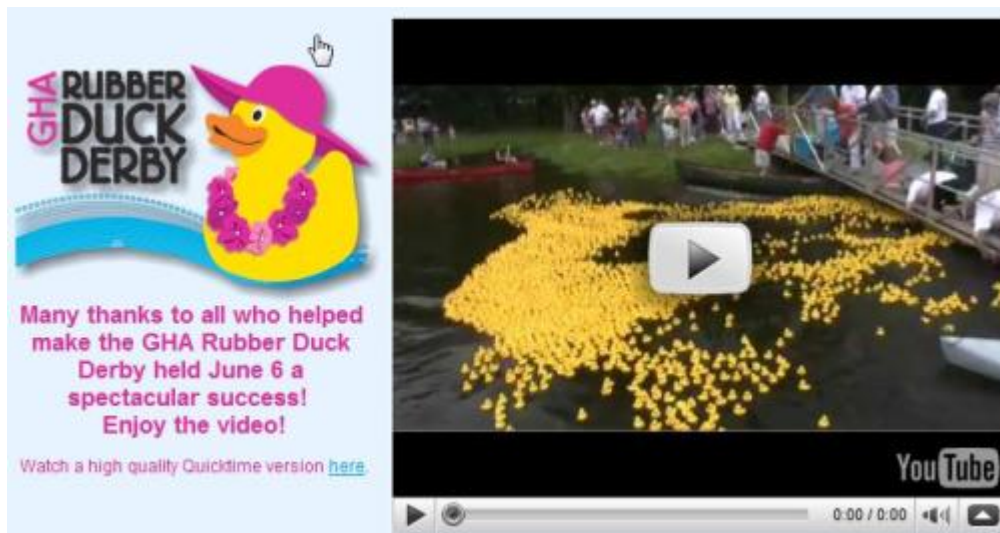 GHA
RUBBER
DUCK
DERBY
Many thanks to all who helped
make the GHA Rubber Duck
Derby held June 6 a
spectacular success!
Enjoy the video!
Watch a high quality Quicktime version here.
YouTube
0:00 / 0:00